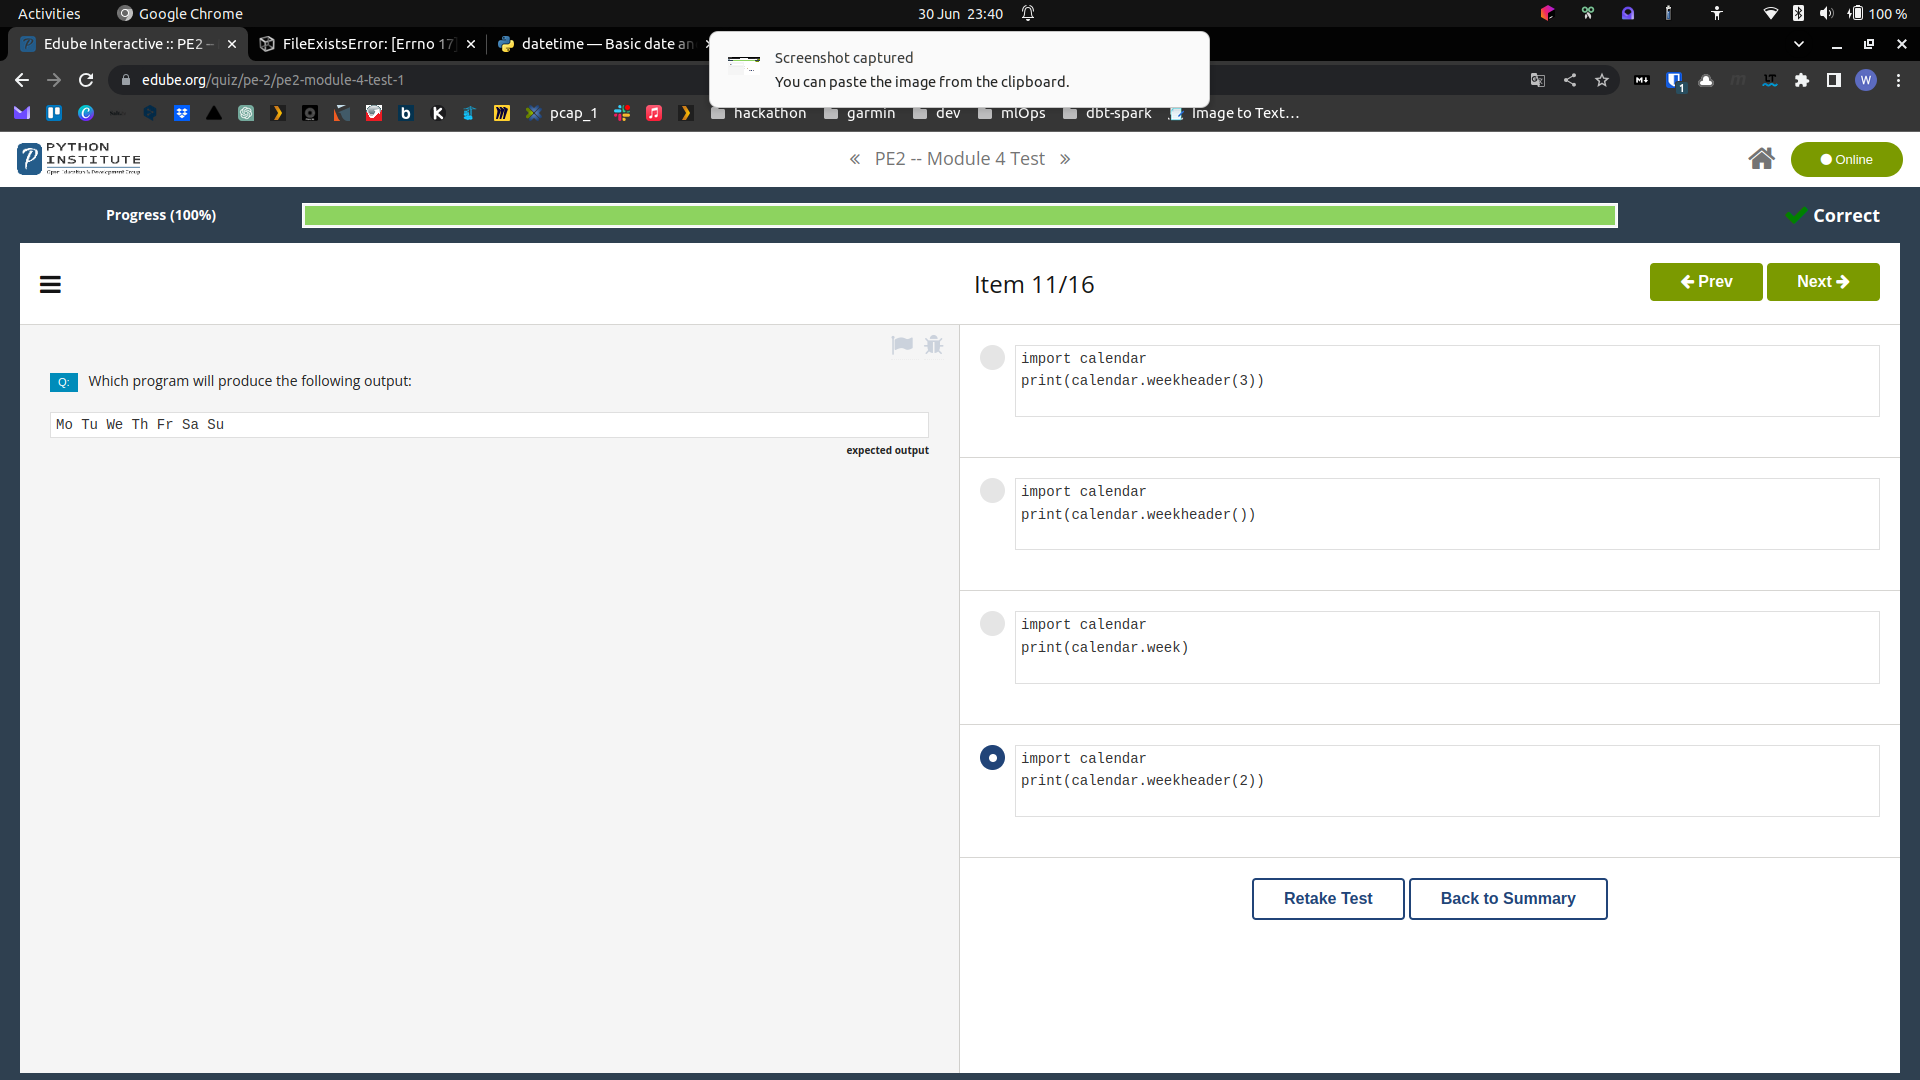 Activities
Google Chrome
30 Jun 23:40
100 %
Edube Interactive :: PE2 –
FileExistsError: [Errno 17]
datetime — Basic date an
Screenshot captured
You can paste the image from the clipboard.
edube.org/quiz/pe-2/pe2-module-4-test-1
1
W
pcap_1
hackathon
garmin
dev
mlOps
dbt-spark
Image to Text…
PYTHON
INSTITUTE
Open Education & Development Group
« PE2 -- Module 4 Test »
Online
Progress (100%)
Correct
Item 11/16
Prev
Next
Q: Which program will produce the following output:
Mo Tu We Th Fr Sa Su
expected output
import calendar
print(calendar.weekheader(3))
import calendar
print(calendar.weekheader())
import calendar
print(calendar.week)
import calendar
print(calendar.weekheader(2))
Retake Test
Back to Summary